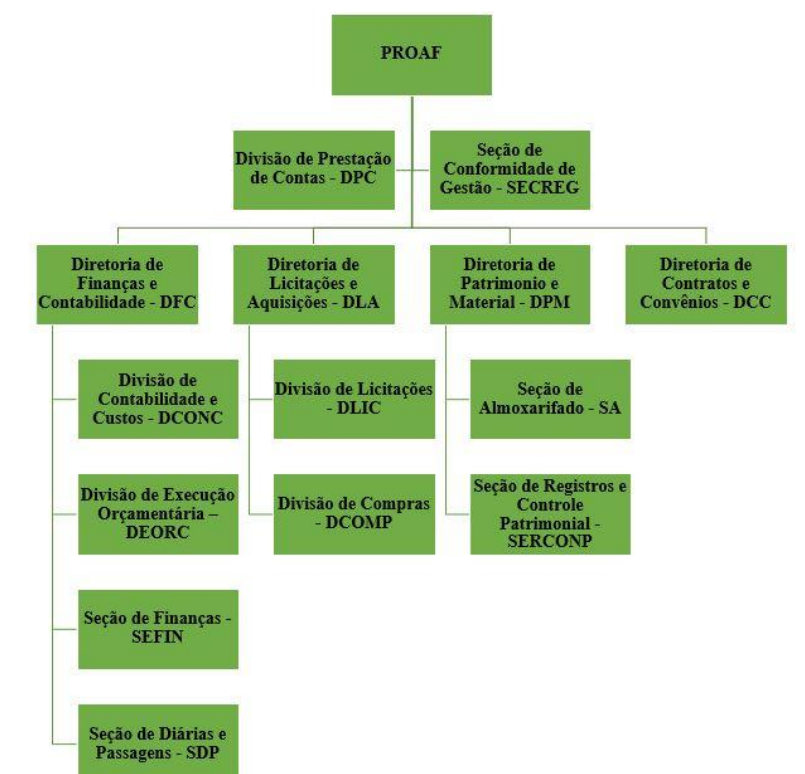 PROAF
Divisão de Prestação
de Contas - DPC
Seção de
Conformidade de
Gestão - SECREG
Diretoria de
Finanças e
Contabilidade - DFC
Diretoria de
Licitações e
Aquisições - DLA
Diretoria de
Patrimonio e
Material - DPM
Diretoria de
Contratos e
Convênios - DCC
Divisão de
Contabilidade e
Custos - DCONC
Divisão de Execução
Orçamentária –
DEORC
Seção de Finanças -
SEFIN
Seção de Diárias e
Passagens - SDP
Divisão de Licitações
- DLIC
Divisão de Compras
- DCOMP
Seção de
Almoxarifado - SA
Seção de Registros e
Controle
Patrimonial -
SERCONP